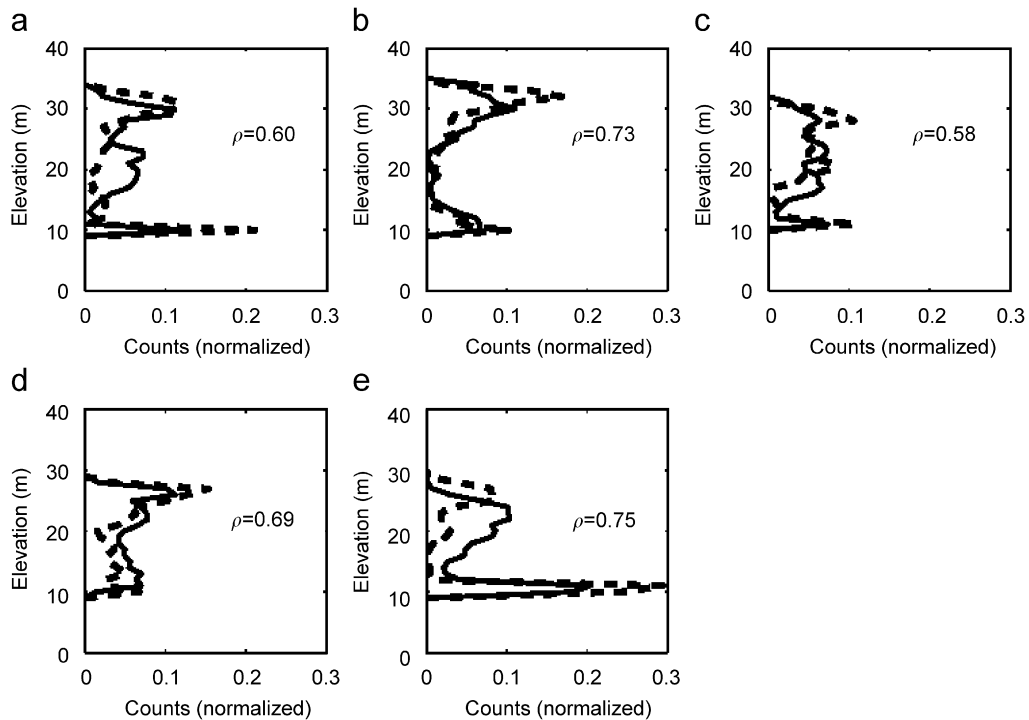 a
40
30
20
10
0
Elevation (m)
ρ=0.60
0 0.1 0.2 0.3
Counts (normalized)
b
40
30
20
10
0
Elevation (m)
ρ=0.73
0 0.1 0.2 0.3
Counts (normalized)
c
40
30
20
10
0
Elevation (m)
ρ=0.58
0 0.1 0.2 0.3
Counts (normalized)
d
40
30
20
10
0
Elevation (m)
ρ=0.69
0 0.1 0.2 0.3
Counts (normalized)
e
40
30
20
10
0
Elevation (m)
ρ=0.75
0 0.1 0.2 0.3
Counts (normalized)